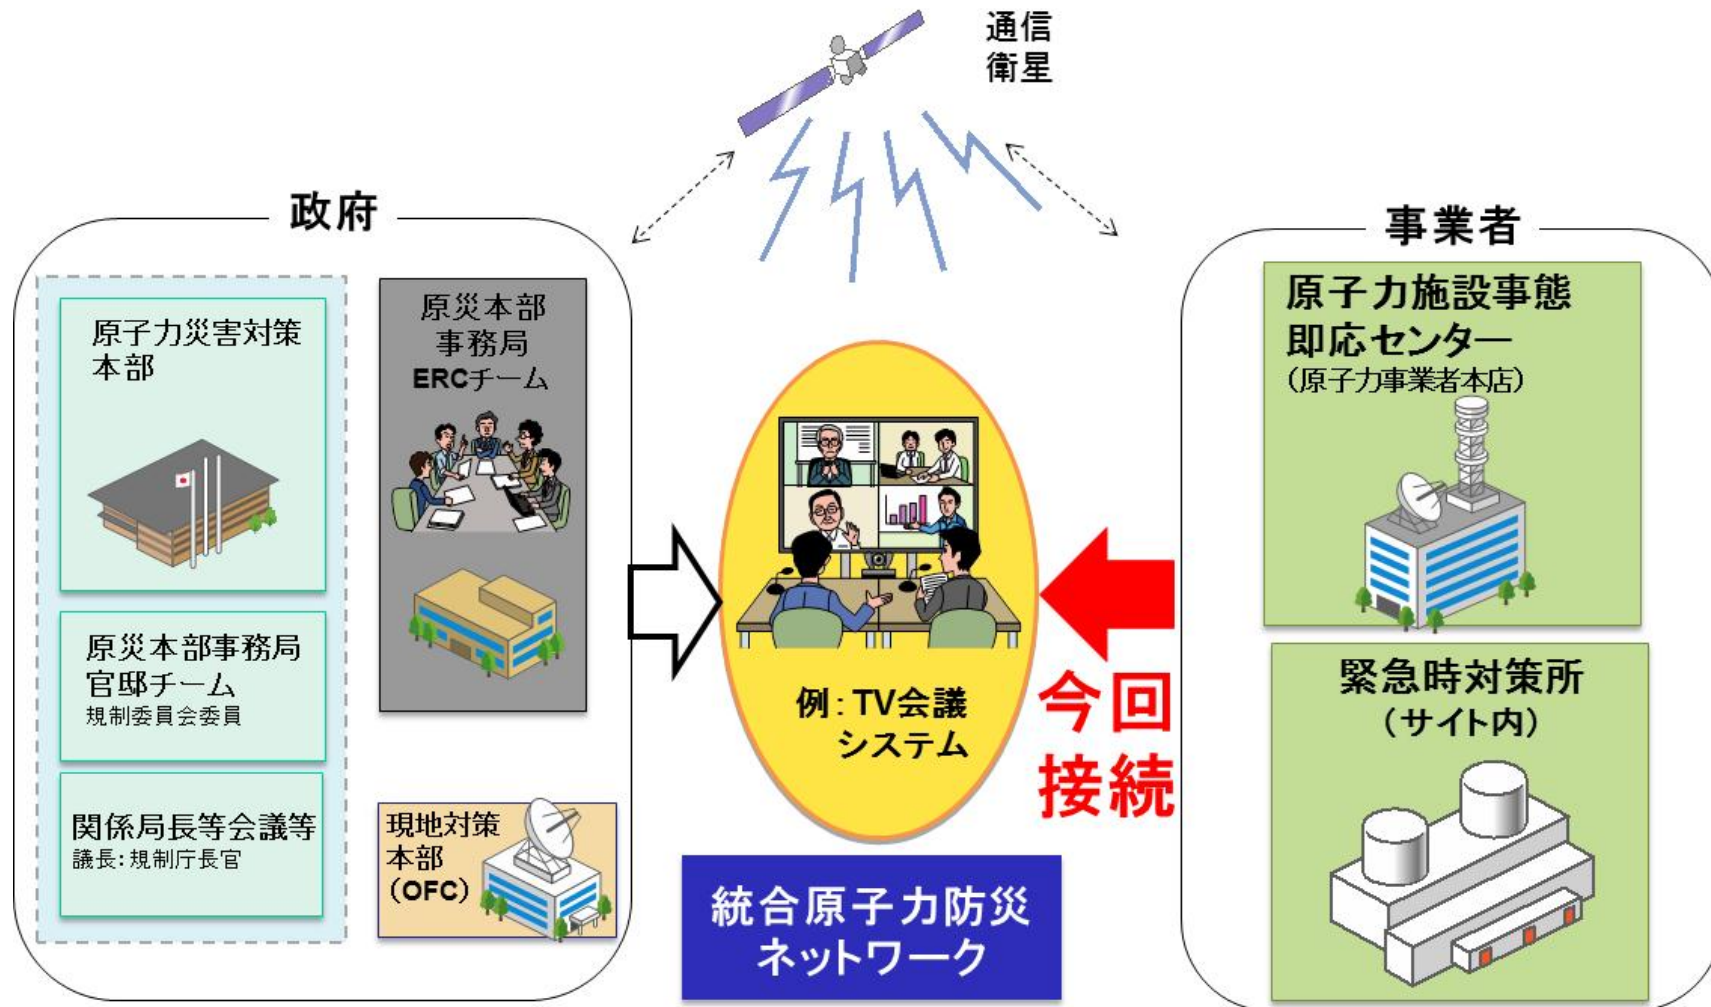 通信
衛星
政府
原子力災害対策
本部
原災本部事務局
官邸チーム
規制委員会委員
関係局長等会議等
議長：規制庁長官
原災本部
事務局
ERCチーム
現地対策
本部
（OFC）
例：TV会議
システム
今回
接続
統合原子力防災
ネットワーク
事業者
原子力施設事態
即応センター
（原子力事業者本店）
緊急時対策所
（サイト内）